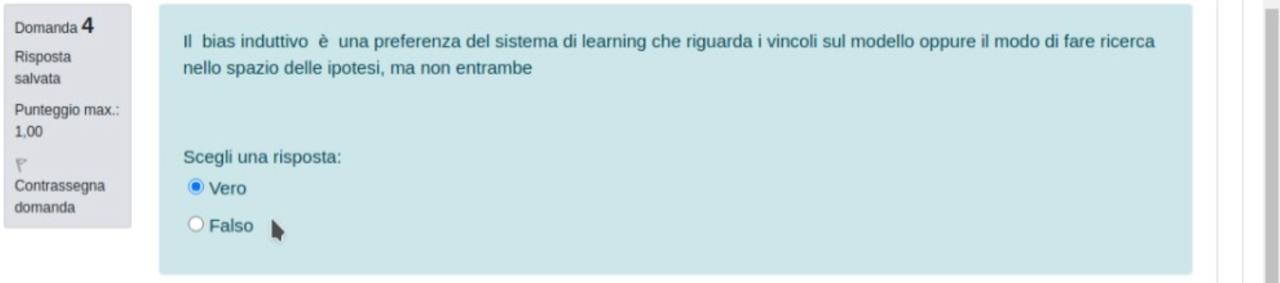 Domanda 4
Risposta
salvata
Punteggio max.:
1,00
Contrassegna
domanda
Il bias induttivo è una preferenza del sistema di learning che riguarda i vincoli sul modello oppure il modo di fare ricerca
nello spazio delle ipotesi, ma non entrambe
Scegli una risposta:
Vero
Falso